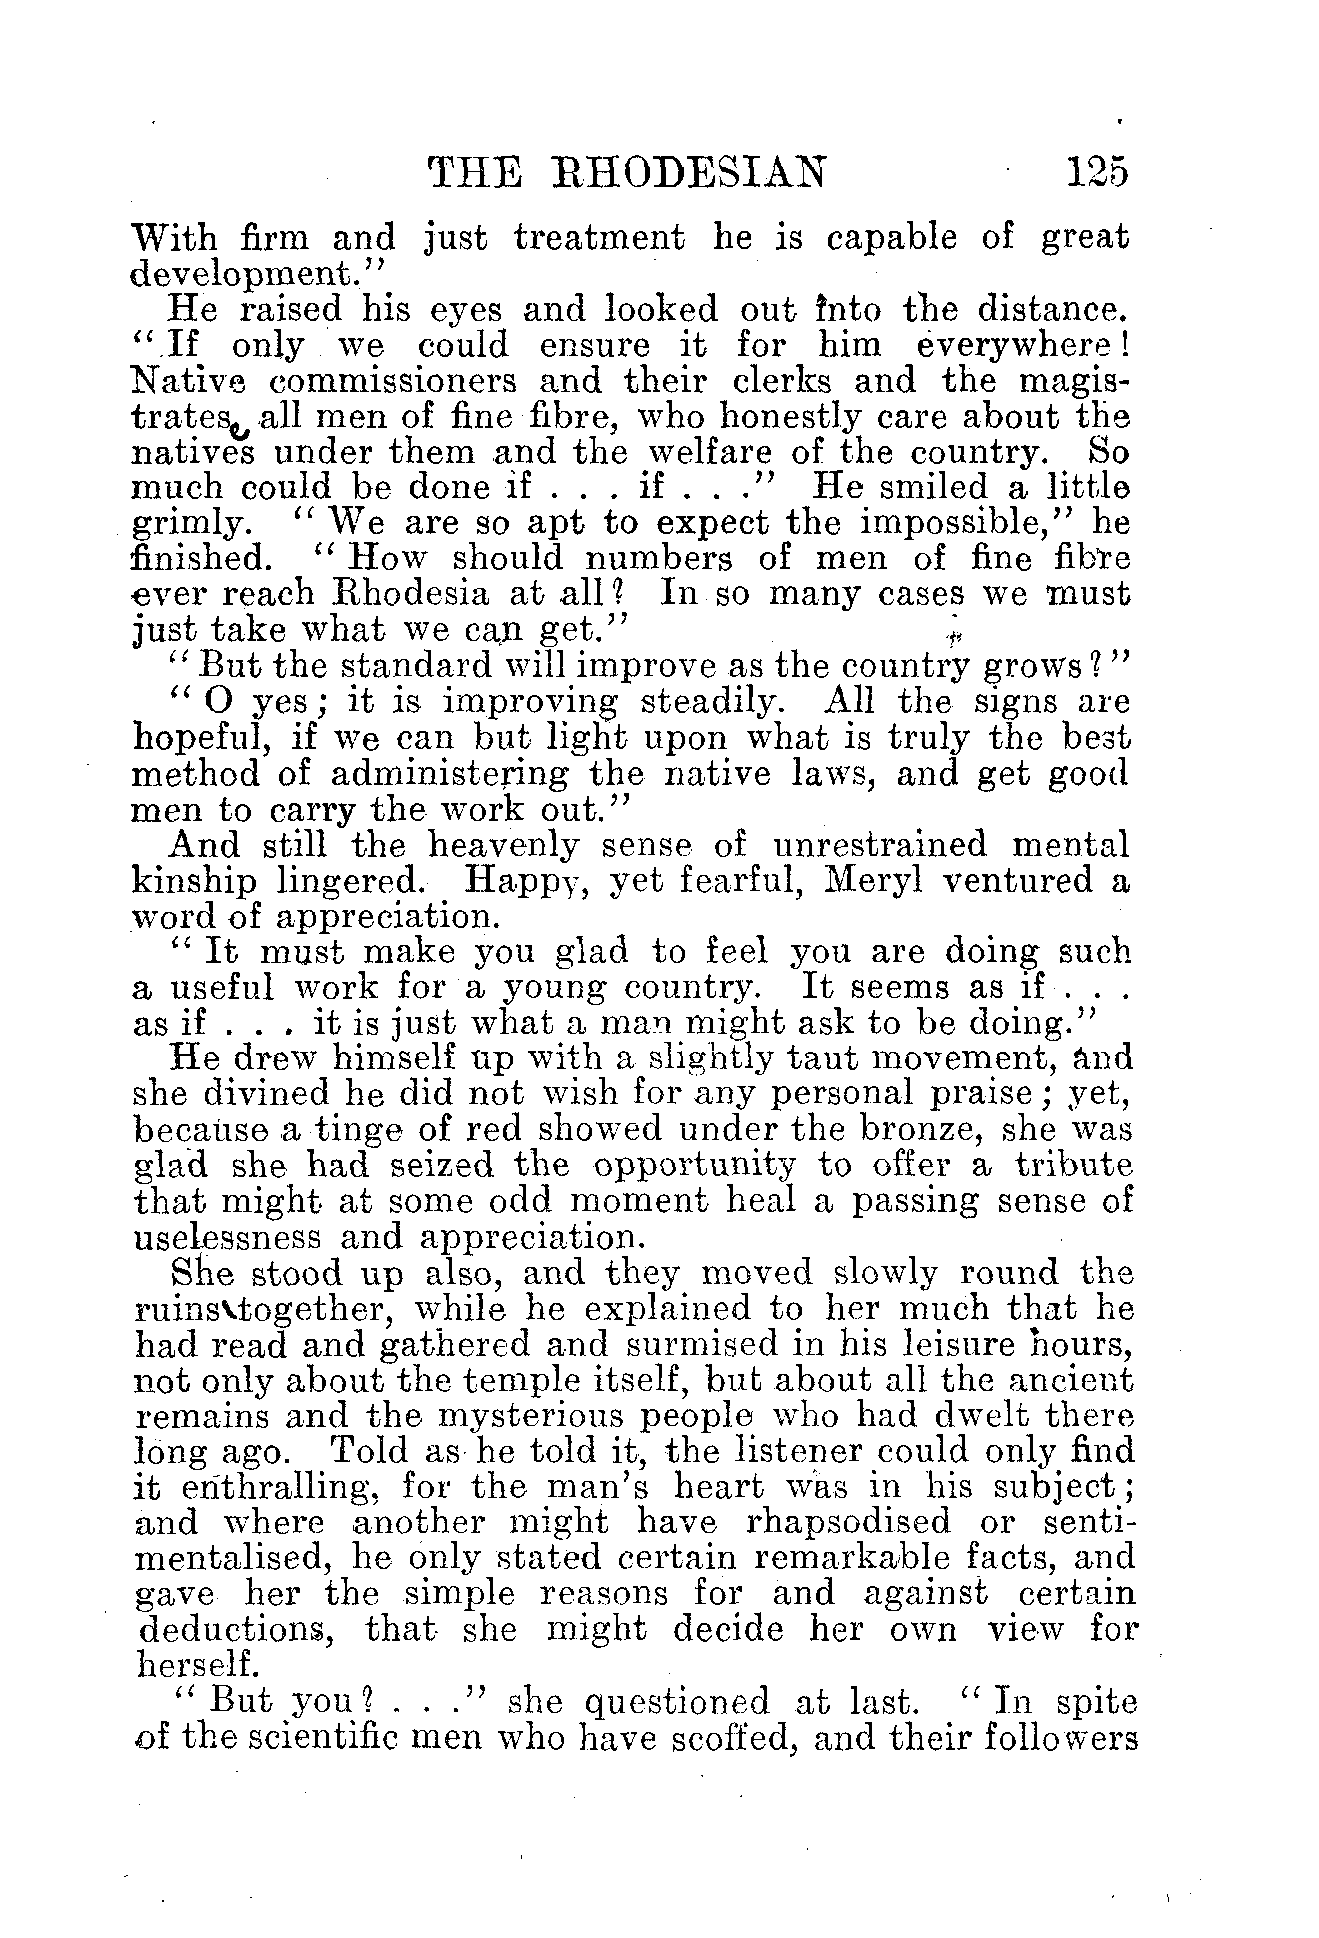 THE RHODESIAN 125
With firm and just treatment he is capable of great
development."
He raised his eyes and looked out into the distance.
"If only we could ensure it for him everywhere!
Native commissioners and their clerks and the magis-
trates, all men of fine fibre, who honestly care about the
natives under them and the welfare of the country. So
much could be done if . . . if . . ." He smiled a little
grimly. "We are so apt to expect the impossible," he
finished. "How should numbers of men of fine fibre
ever reach Rhodesia at all? In so many cases we must
just take what we can get."
"But the standard will improve as the country grows?"
"O yes; it is improving steadily. All the signs are
hopeful, if we can but light upon what is truly the best
method of administering the native laws, and get good
men to carry the work out."
And still the heavenly sense of unrestrained mental
kinship lingered. Happy, yet fearful, Meryl ventured a
word of appreciation.
"It must make you glad to feel you are doing such
a useful work for a young country. It seems as if . . .
as if . . . it is just what a man might ask to be doing."
He drew himself up with a slightly taut movement, and
she divined he did not wish for any personal praise; yet,
because a tinge of red showed under the bronze, she was
glad she had seized the opportunity to offer a tribute
that might at some odd moment heal a passing sense of
uselessness and appreciation.
She stood up also, and they moved slowly round the
ruins together, while he explained to her much that he
had read and gathered and surmised in his leisure hours,
not only about the temple itself, but about all the ancient
remains and the mysterious people who had dwelt there
long ago. Told as he told it, the listener could only find
it enthralling, for the man's heart was in his subject;
and where another might have rhapsodised or senti-
mentalised, he only stated certain remarkable facts, and
gave her the simple reasons for and against certain
deductions, that she might decide her own view for
herself.
"But you? . . ." she questioned at last. "In spite
of the scientific men who have scoffed, and their followers